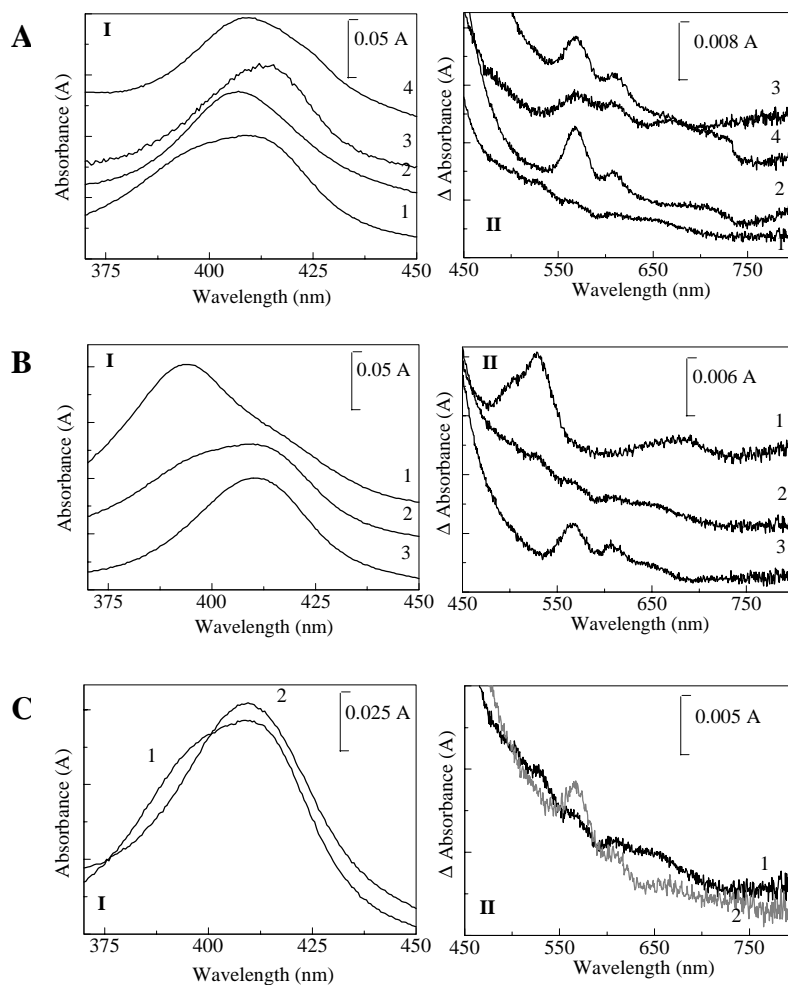 A
I
0.05 A
4
3
2
1
Absorbance (A)
375 400 425 450
Wavelength (nm)
0.008 A
3
4
2
1
II
Δ Absorbance (A)
450 550 650 750
Wavelength (nm)
B
I
0.05 A
1
2
3
Absorbance (A)
375 400 425 450
Wavelength (nm)
II
0.006 A
1
2
3
Δ Absorbance (A)
450 550 650 750
Wavelength (nm)
C
2
0.025 A
1
I
Absorbance (A)
375 400 425 450
Wavelength (nm)
0.005 A
1
2
II
Δ Absorbance (A)
450 550 650 750
Wavelength (nm)